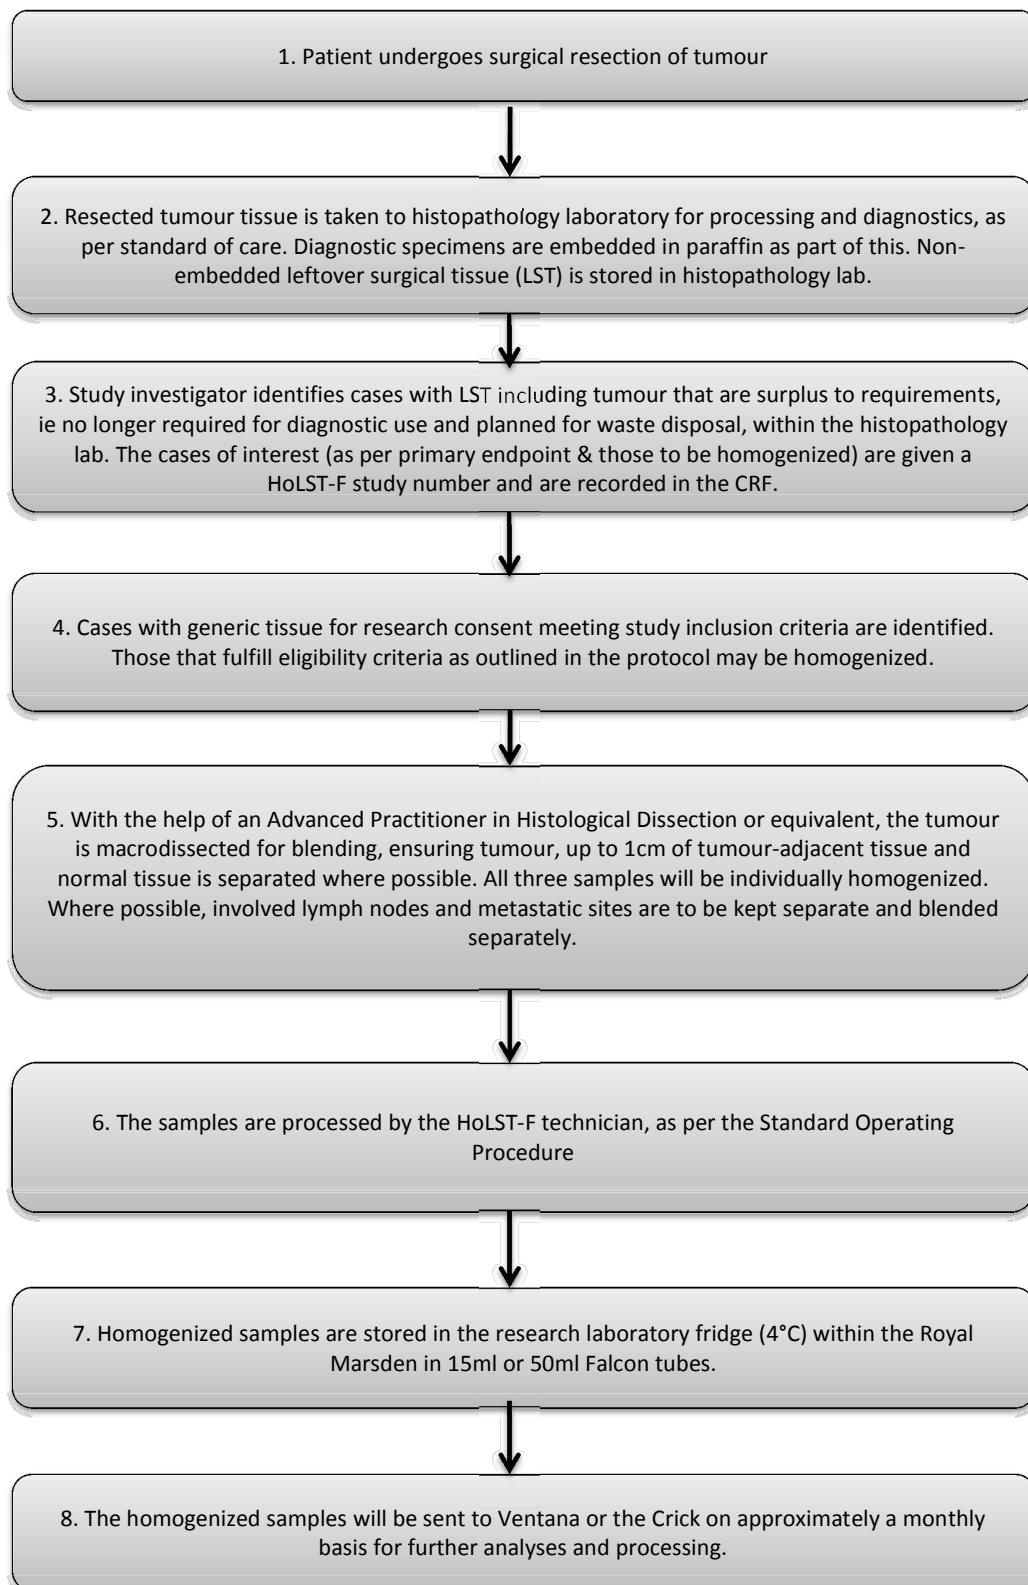 1. Patient undergoes surgical resection of tumour
2. Resected tumour tissue is taken to histopathology laboratory for processing and diagnostics, as
per standard of care. Diagnostic specimens are embedded in paraffin as part of this. Non-
embedded leftover surgical tissue (LST) is stored in histopathology lab.
3. Study investigator identifies cases with LST including tumour that are surplus to requirements,
ie no longer required for diagnostic use and planned for waste disposal, within the histopathology
lab. The cases of interest (as per primary endpoint & those to be homogenized) are given a
HoLST-F study number and are recorded in the CRF.
4. Cases with generic tissue for research consent meeting study inclusion criteria are identified.
Those that fulfill eligibility criteria as outlined in the protocol may be homogenized.
5. With the help of an Advanced Practitioner in Histological Dissection or equivalent, the tumour
is macrodissected for blending, ensuring tumour, up to 1cm of tumour-adjacent tissue and
normal tissue is separated where possible. All three samples will be individually homogenized.
Where possible, involved lymph nodes and metastatic sites are to be kept separate and blended
separately.
6. The samples are processed by the HoLST-F technician, as per the Standard Operating
Procedure
7. Homogenized samples are stored in the research laboratory fridge (4°C) within the Royal
Marsden in 15ml or 50ml Falcon tubes.
8. The homogenized samples will be sent to Ventana or the Crick on approximately a monthly
basis for further analyses and processing.